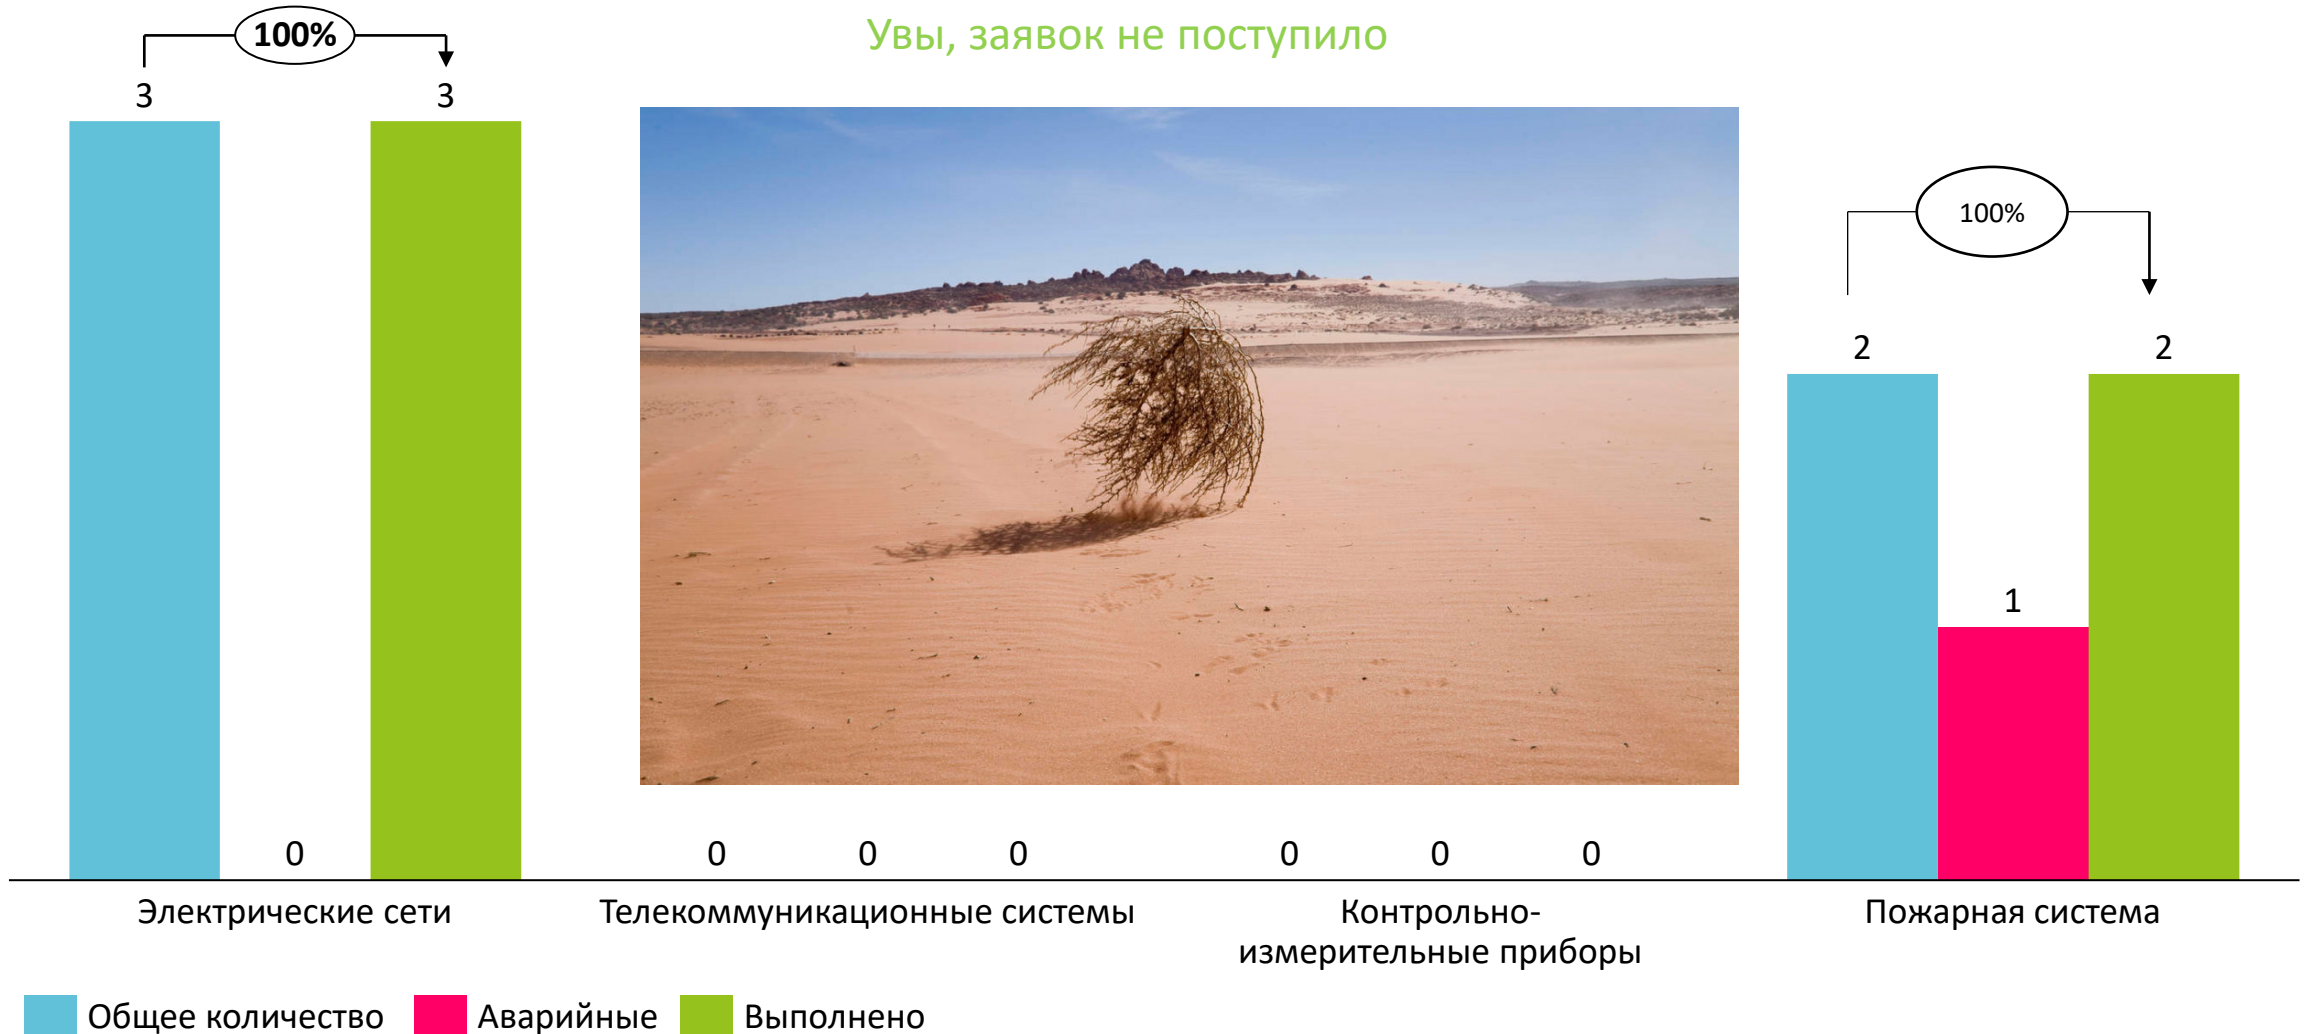 Увы, заявок не поступило
100%
3
3
100%
2
2
1
0
0
0
0
0
0
0
Электрические сети
Телекоммуникационные системы
Контрольно-
измерительные приборы
Пожарная система
Общее количество
Аварийные
Выполнено